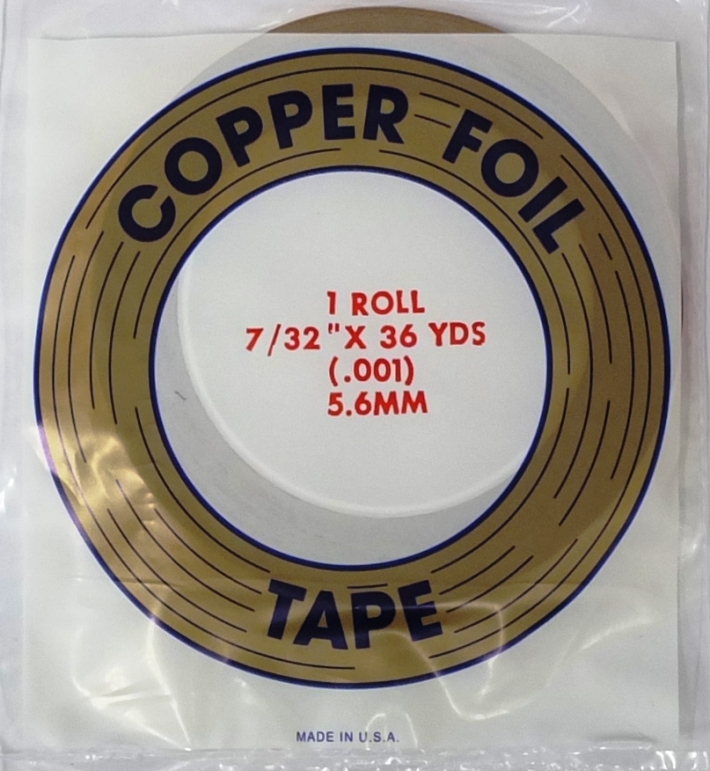 COPPER FOIL
1 ROLL
7/32" X 36 YDS
(.001)
5.6MM
TAPE
MADE IN U.S.A.